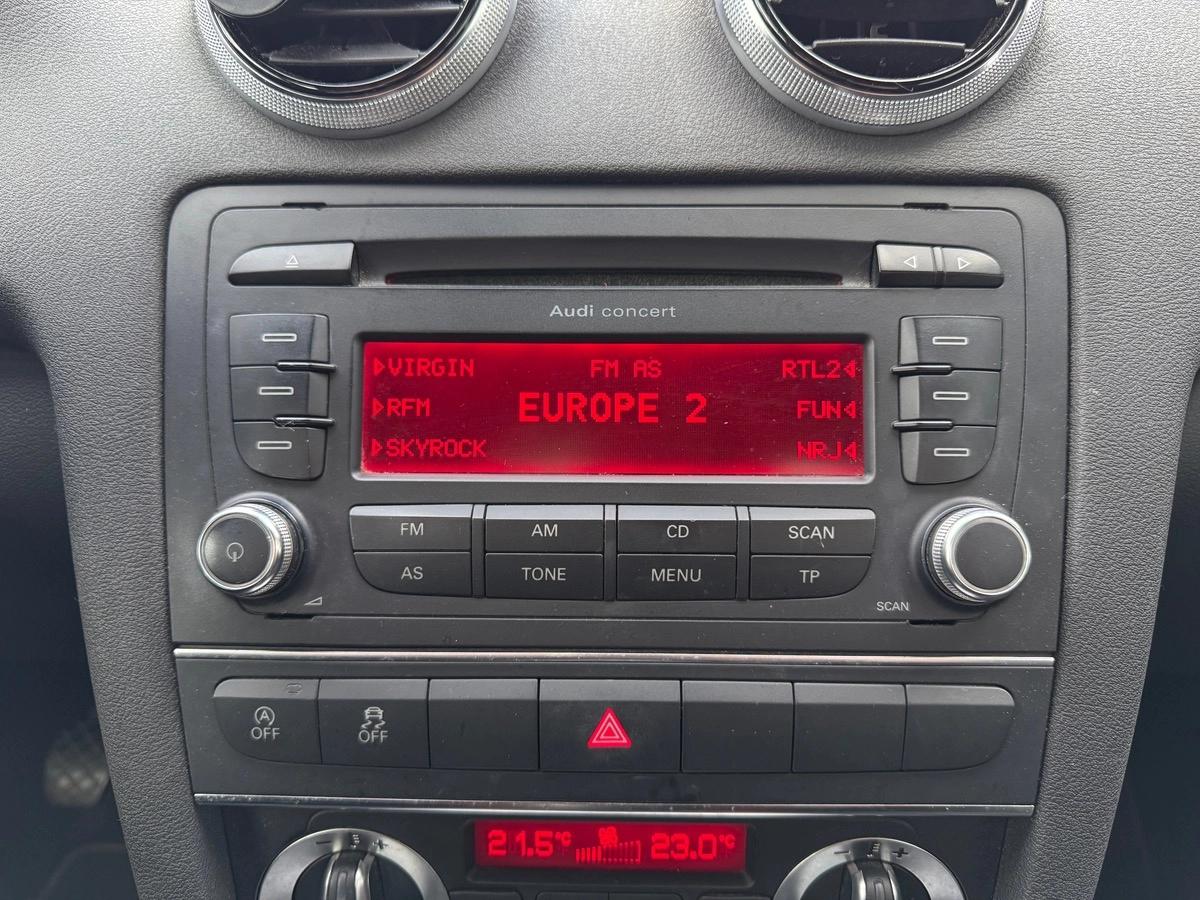 Audi concert
VIRGIN FM AS RTL2
RFM EUROPE 2 FUN
SKYROCK NRJ
FM AM CD SCAN
AS TONE MENU TP
SCAN
A
OFF OFF
21.5°C 23.0°C